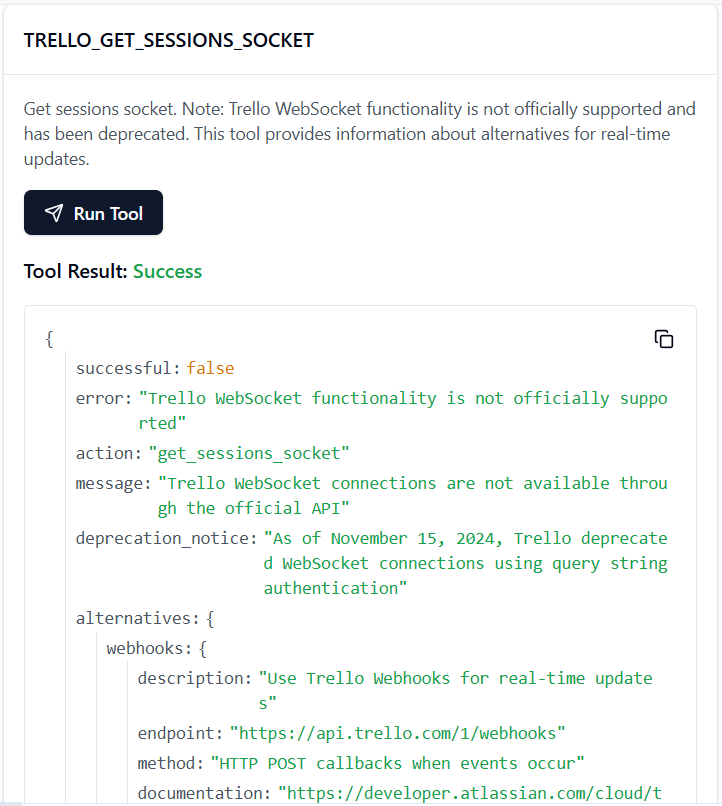 TRELLO_GET_SESSIONS_SOCKET
Get sessions socket. Note: Trello WebSocket functionality is not officially supported and
has been deprecated. This tool provides information about alternatives for real-time
updates.
Run Tool
Tool Result: Success
{
successful: false
error: "Trello WebSocket functionality is not officially suppo
rted"
action: "get_sessions_socket"
message: "Trello WebSocket connections are not available throu
gh the official API"
deprecation_notice: "As of November 15, 2024, Trello deprecate
d WebSocket connections using query string
authentication"
alternatives: {
webhooks: {
description: "Use Trello Webhooks for real-time update
s"
endpoint: "https://api.trello.com/1/webhooks"
method: "HTTP POST callbacks when events occur"
documentation: "https://developer.atlassian.com/cloud/t